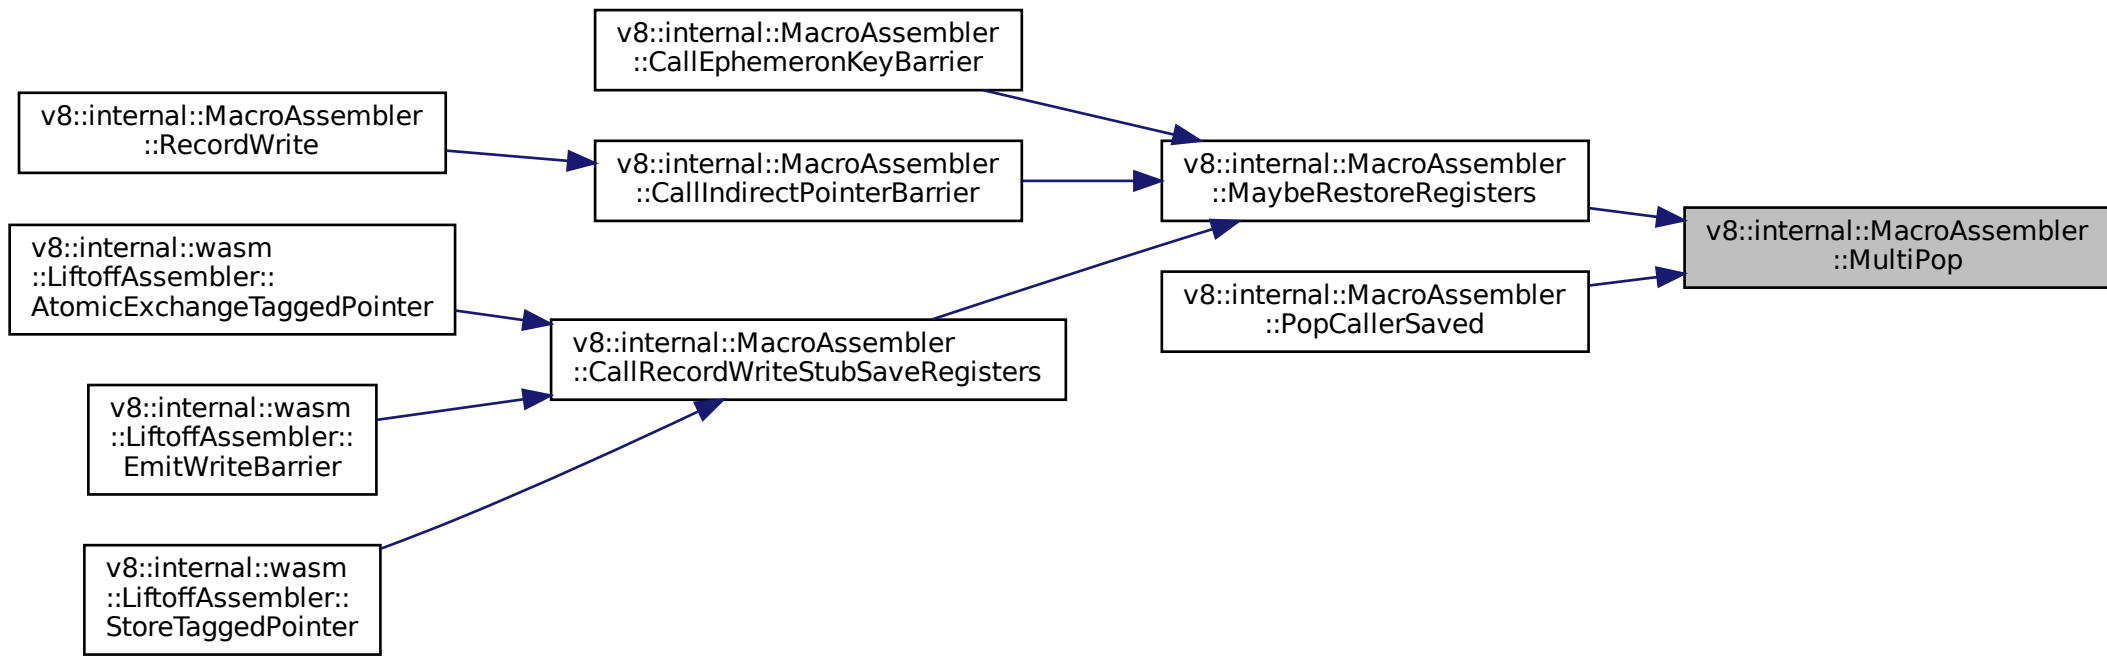 v8::internal::MacroAssembler
::CallEphemeronKeyBarrier
v8::internal::MacroAssembler
::RecordWrite
v8::internal::MacroAssembler
::CallIndirectPointerBarrier
v8::internal::MacroAssembler
::MaybeRestoreRegisters
v8::internal::MacroAssembler
::MultiPop
v8::internal::wasm
::LiftoffAssembler::
AtomicExchangeTaggedPointer
v8::internal::MacroAssembler
::PopCallerSaved
v8::internal::MacroAssembler
::CallRecordWriteStubSaveRegisters
v8::internal::wasm
::LiftoffAssembler::
EmitWriteBarrier
v8::internal::wasm
::LiftoffAssembler::
StoreTaggedPointer